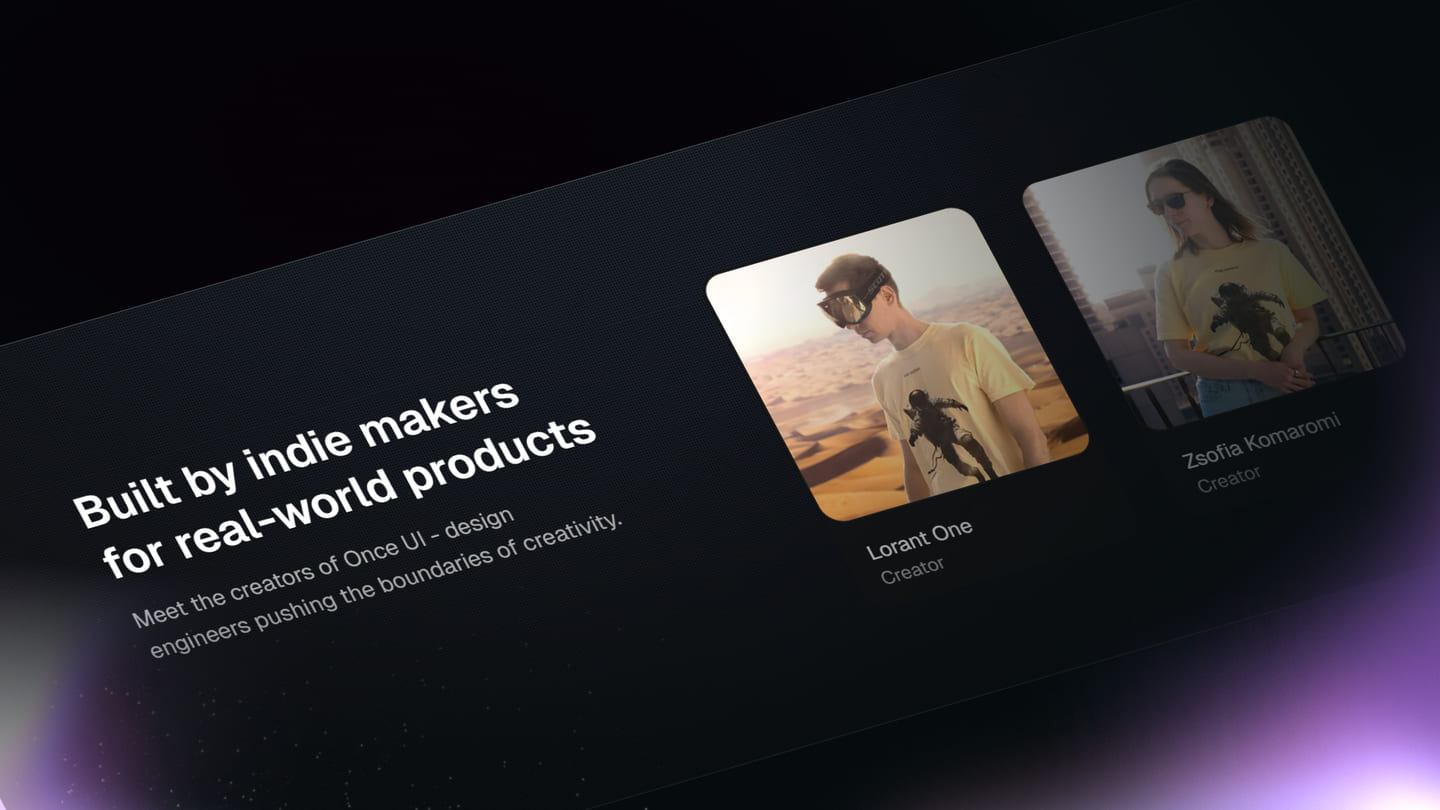 Built by indie makers
for real-world products
Meet the creators of Once UI - design
engineers pushing the boundaries of creativity.
Lorant One
Creator
Zsofia Komaromi
Creator